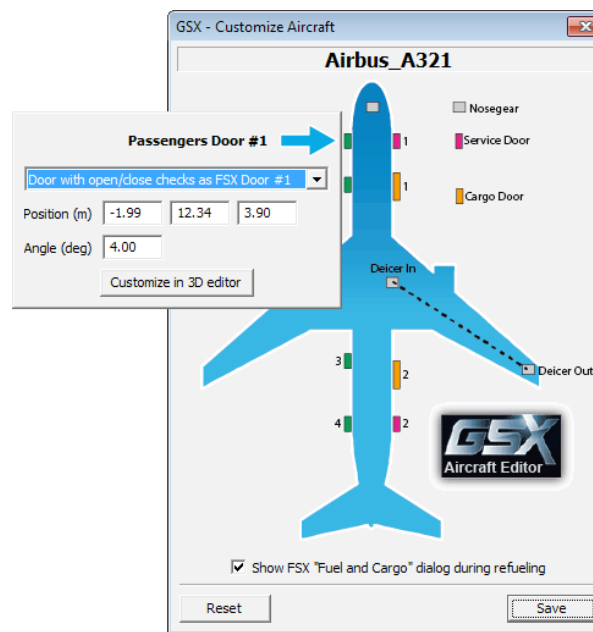 GSX - Customize Aircraft
Airbus_A321
Nosegear
Passengers Door #1
1
Service Door
Door with open/close checks as FSX Door #1
1
Cargo Door
Position (m) -1.99 12.34 3.90
Angle (deg) 4.00
Customize in 3D editor
Deicer In
3
2
Deicer Out
4
2
GSX
Aircraft Editor
Show FSX "Fuel and Cargo" dialog during refueling
Reset
Save